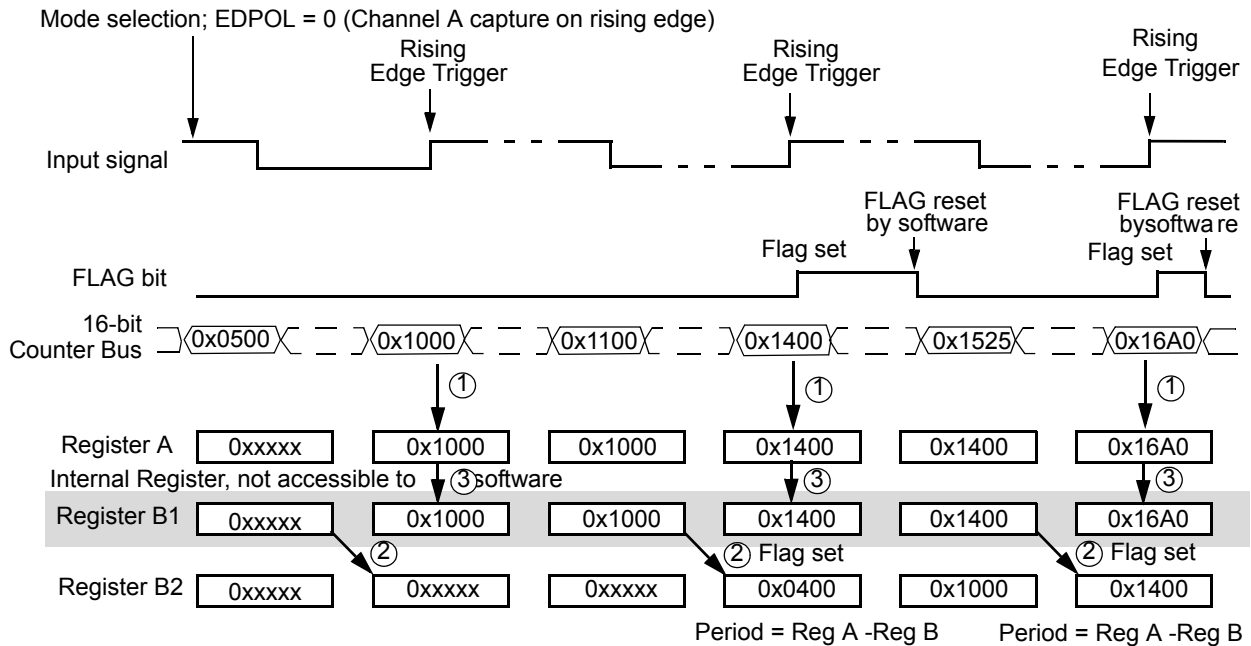 Mode selection; EDPOL = 0 (Channel A capture on rising edge)
Rising
Edge Trigger
Rising
Edge Trigger
Rising
Edge Trigger
Input signal
FLAG reset
by software
FLAG reset
bysoftwa re
Flag set
Flag set
FLAG bit
16-bit
Counter Bus
0x0500 0x1000 0x1100 0x1400 0x1525 0x16A0
1 1 1
Register A 0xxxxx 0x1000 0x1000 0x1400 0x1400 0x16A0
Internal Register, not accessible to 3 software 3 3
Register B1 0xxxxx 0x1000 0x1000 0x1400 0x1400 0x16A0
2 2 Flag set 2 Flag set
Register B2 0xxxxx 0xxxxx 0xxxxx 0x0400 0x1000 0x1400
Period = Reg A -Reg B Period = Reg A -Reg B